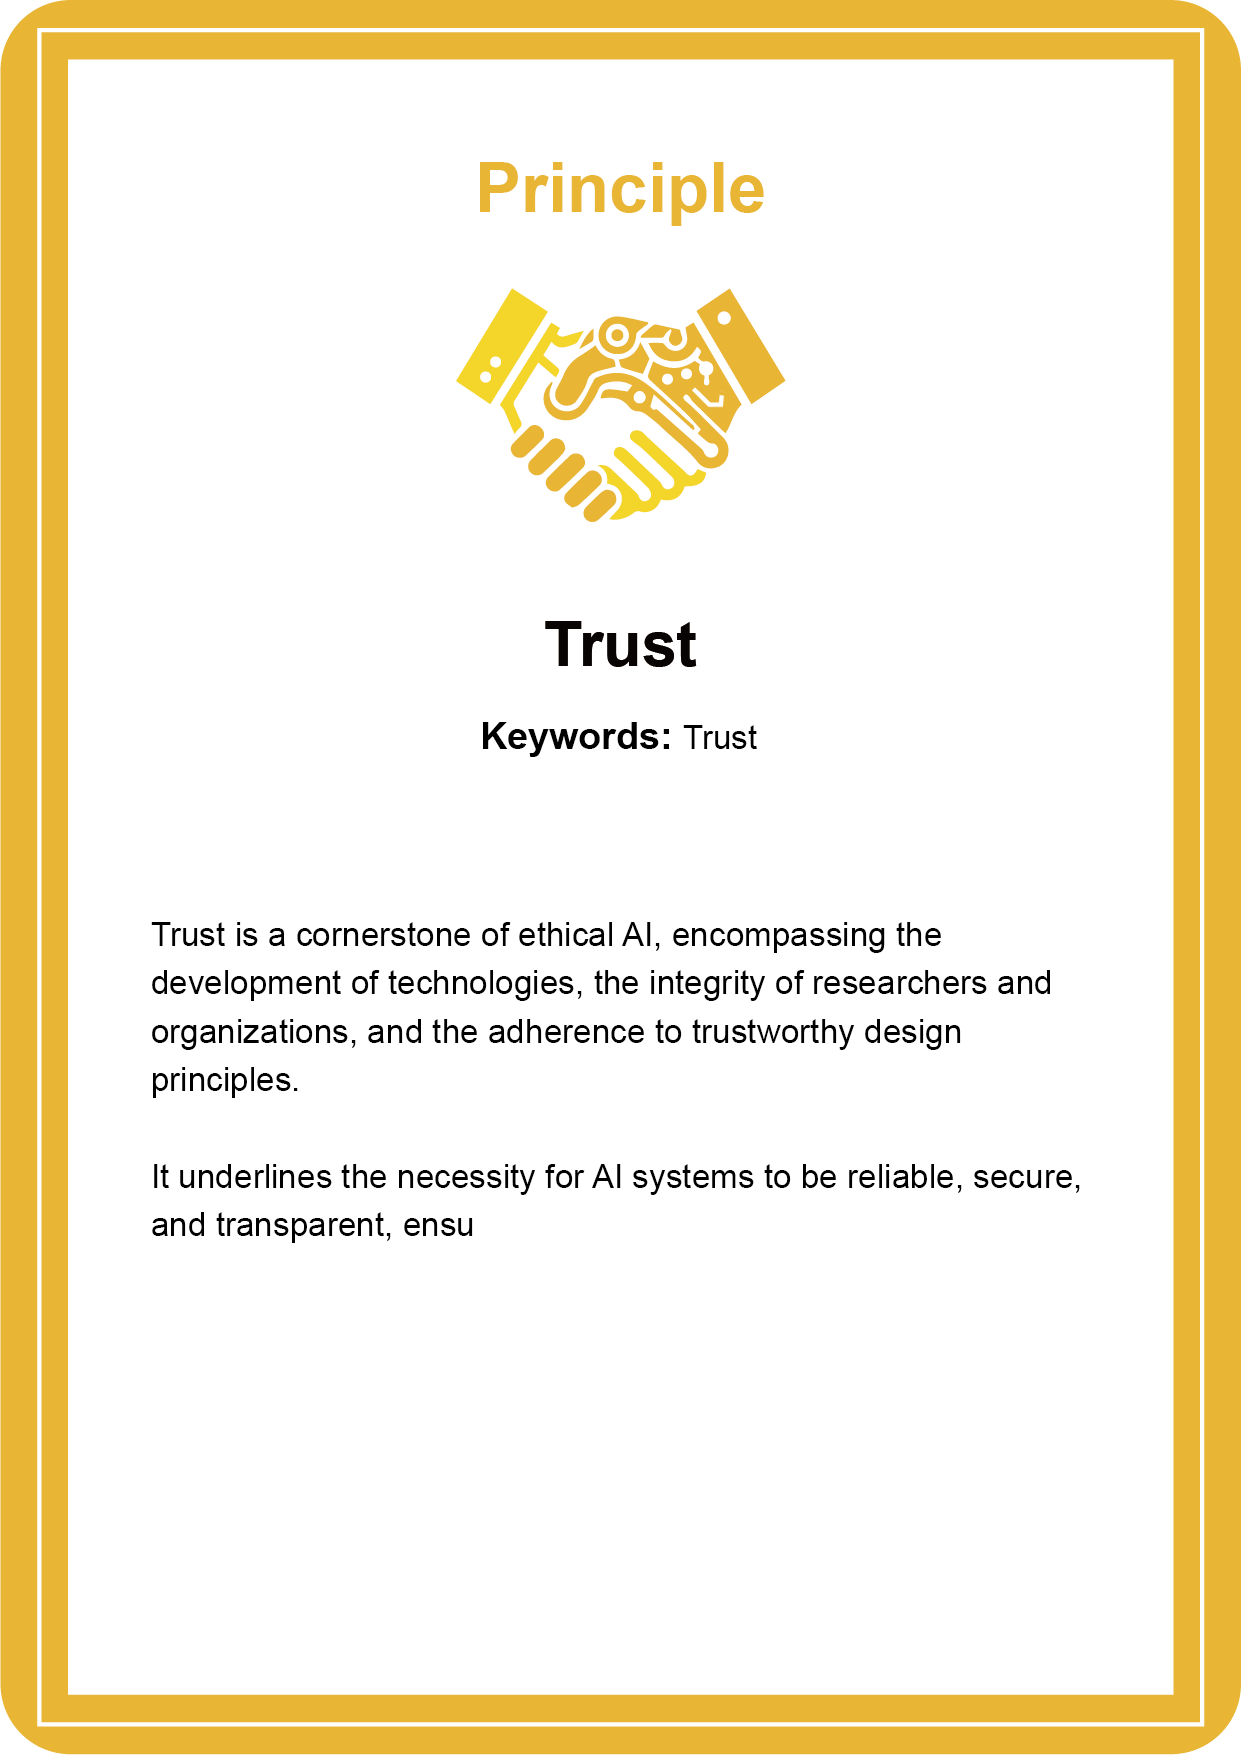 Principle
Trust
Keywords: Trust
Trust is a cornerstone of ethical AI, encompassing the
development of technologies, the integrity of researchers and
organizations, and the adherence to trustworthy design
principles.
It underlines the necessity for AI systems to be reliable, secure,
and transparent, ensu